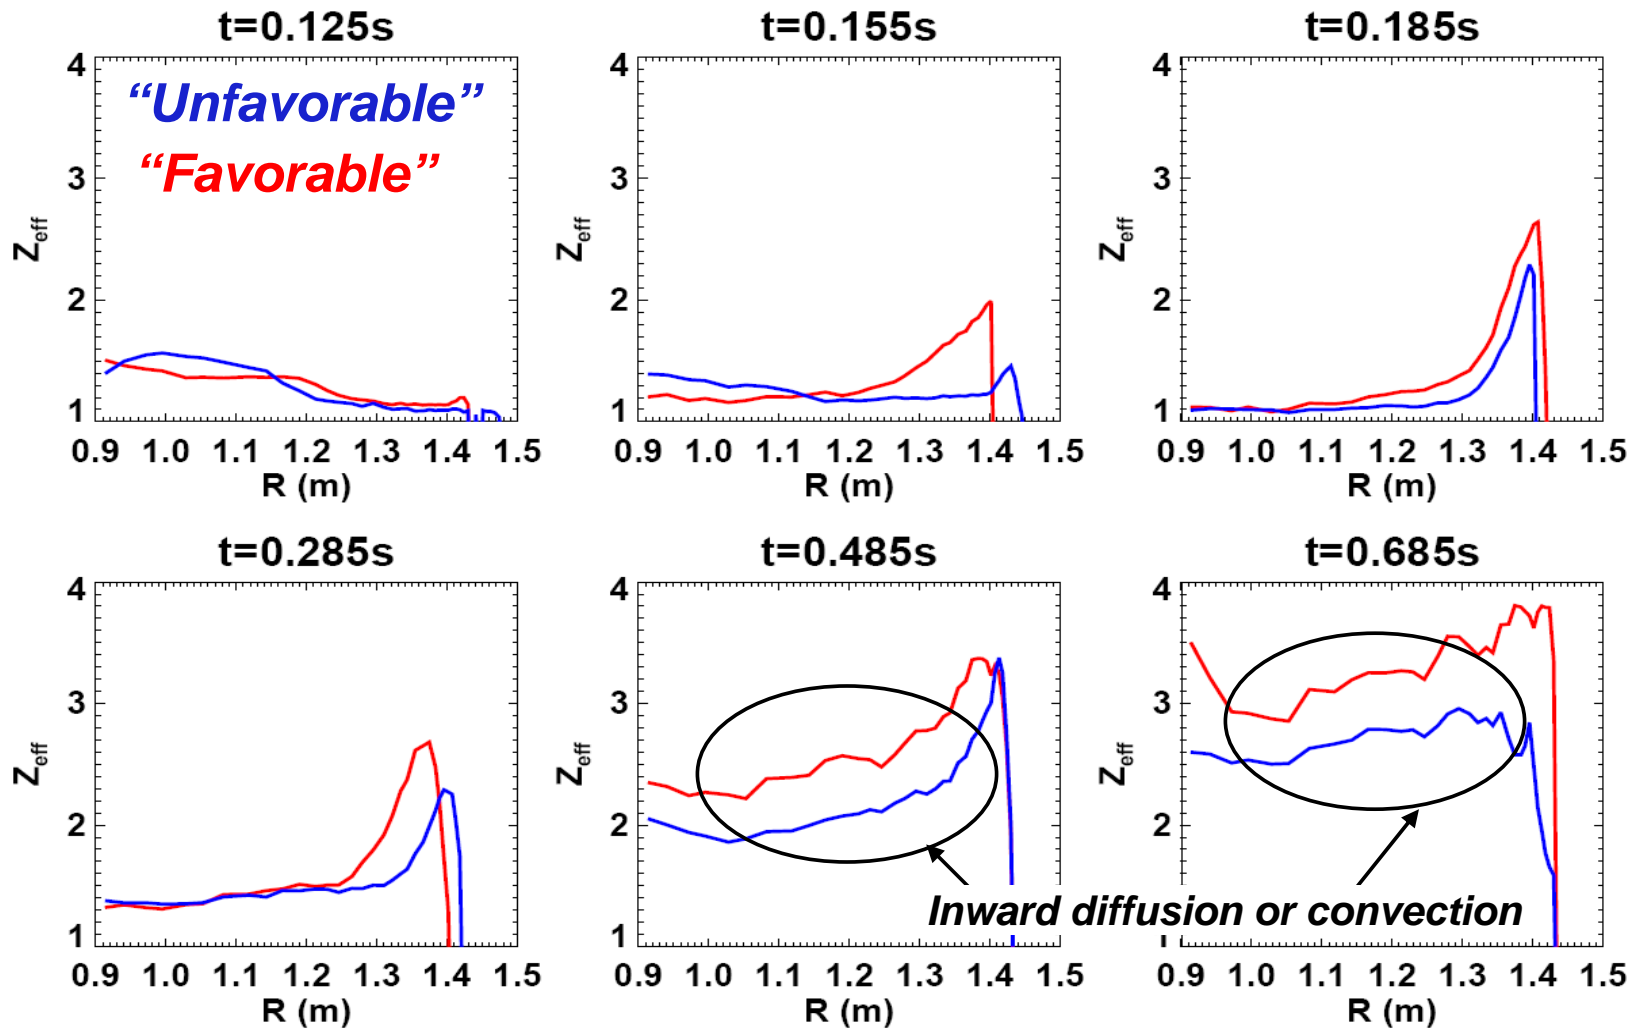 t=0.125s
t=0.155s
t=0.185s
4
3
2
1
Zeff
“Unfavorable”
“Favorable”
0.9 1.0 1.1 1.2 1.3 1.4 1.5
R (m)
4
3
2
1
Zeff
0.9 1.0 1.1 1.2 1.3 1.4 1.5
R (m)
4
3
2
1
Zeff
0.9 1.0 1.1 1.2 1.3 1.4 1.5
R (m)
t=0.285s
t=0.485s
t=0.685s
4
3
2
1
Zeff
0.9 1.0 1.1 1.2 1.3 1.4 1.5
R (m)
4
3
2
1
Zeff
0.9 1.0 1.1 1.2 1.3 1.4 1.5
R (m)
4
3
2
1
Zeff
Inward diffusion or convection
0.9 1.0 1.1 1.2 1.3 1.4 1.5
R (m)